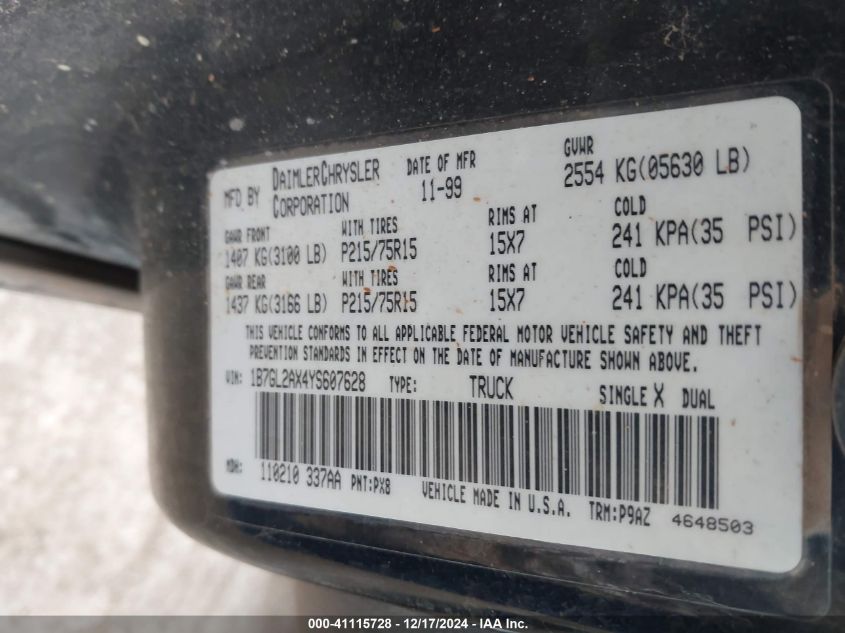 MFD BY DAIMLERCHRYSLER CORPORATION DATE OF MFR 11-99 GVWR 2554 KG(05630 LB)
GAWR FRONT WITH TIRES RIMS AT COLD
1407 KG(3100 LB) P215/75R15 15X7 241 KPA(35 PSI)
GAWR REAR WITH TIRES RIMS AT COLD
1437 KG(3166 LB) P215/75R15 15X7 241 KPA(35 PSI)
THIS VEHICLE CONFORMS TO ALL APPLICABLE FEDERAL MOTOR VEHICLE SAFETY AND THEFT
PREVENTION STANDARDS IN EFFECT ON THE DATE OF MANUFACTURE SHOWN ABOVE.
VIN: 1B7GL2AX4YS607628 TYPE: TRUCK SINGLE X DUAL
MDH: 110210 337AA PNT:PX8 VEHICLE MADE IN U.S.A. TRM:P9AZ 4648503
000-41115728 - 12/17/2024 - IAA, Inc.